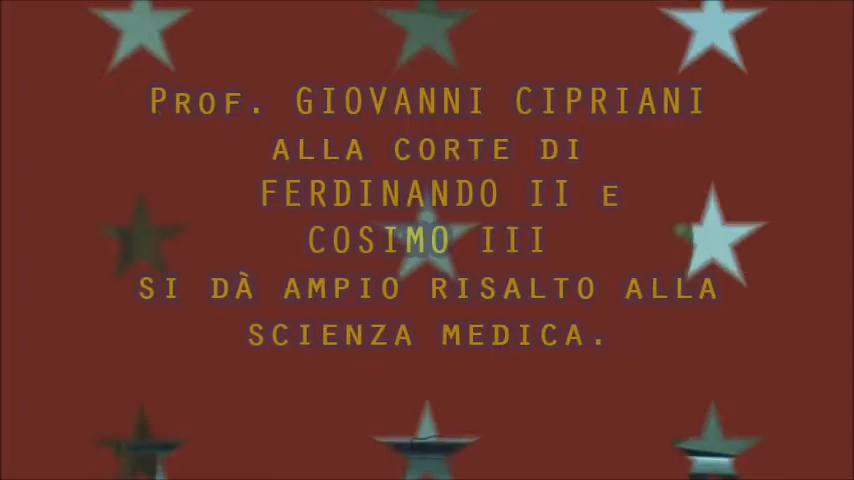 Prof. GIOVANNI CIPRIANI
ALLA CORTE DI
FERDINANDO II E
COSIMO III
SI DÀ AMPIO RISALTO ALLA
SCIENZA MEDICA.